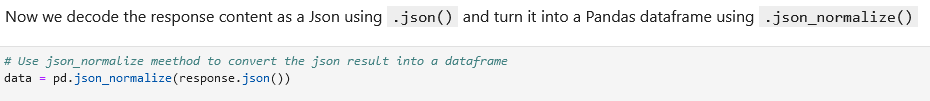 Now we decode the response content as a Json using .json() and turn it into a Pandas dataframe using .json_normalize()
# Use json_normalize meethod to convert the json result into a dataframe
data = pd.json_normalize(response.json())